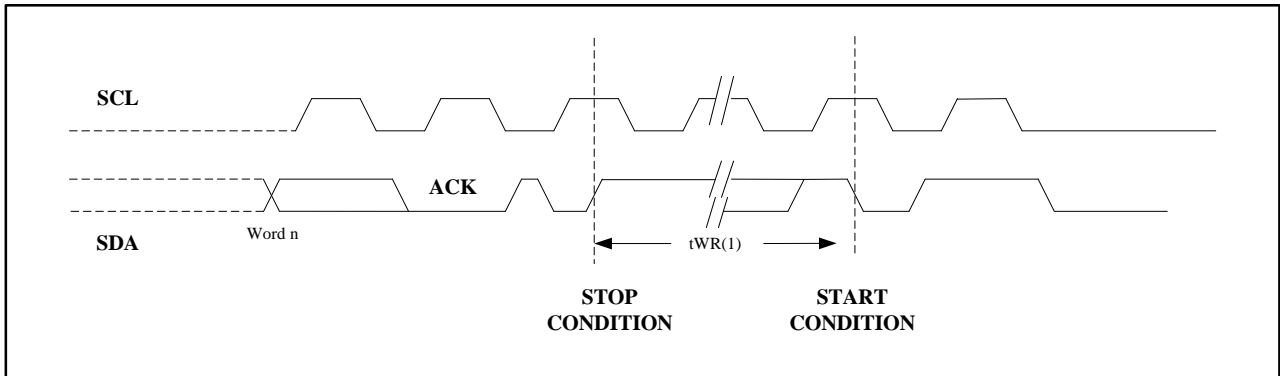 SCL
ACK
Word n
SDA
tWR(1)
STOP
CONDITION
START
CONDITION